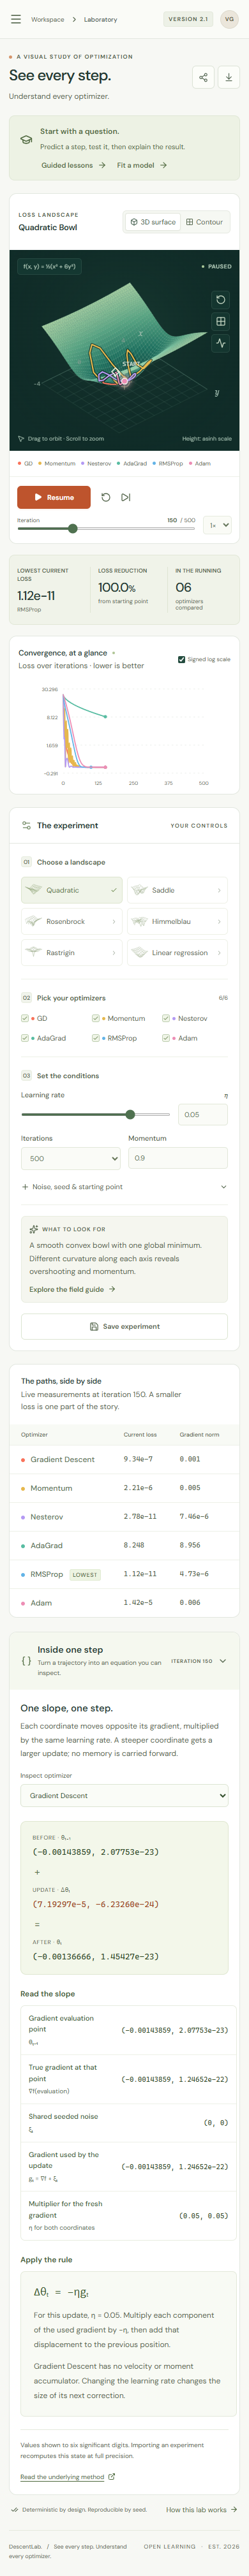 Workspace > Laboratory VERSION 2.1 VG
A VISUAL STUDY OF OPTIMIZATION
See every step.
Understand every optimizer.
Start with a question.
Predict a step, test it, then explain the result.
Guided lessons → Fit a model →
LOSS LANDSCAPE
Quadratic Bowl
3D surface Contour
f(x, y) = ½(x² + 6y²) PAUSED
START
-4
y
Drag to orbit · Scroll to zoom Height: asinh scale
GD Momentum Nesterov AdaGrad RMSProp Adam
Resume
Iteration 150 / 500
1×
LOWEST CURRENT LOSS
1.12e-11
RMSProp
LOSS REDUCTION
100.0%
from starting point
IN THE RUNNING
06
optimizers compared
Convergence, at a glance
Loss over iterations · lower is better
Signed log scale
30.296
8.122
1.659
-0.291
0 125 250 375 500
The experiment YOUR CONTROLS
01 Choose a landscape
Quadratic Saddle
Rosenbrock Himmelblau
Rastrigin Linear regression
02 Pick your optimizers 6/6
GD Momentum Nesterov
AdaGrad RMSProp Adam
03 Set the conditions
Learning rate η
0.05
Iterations Momentum
500 0.9
+ Noise, seed & starting point
WHAT TO LOOK FOR
A smooth convex bowl with one global minimum.
Different curvature along each axis reveals
overshooting and momentum.
Explore the field guide →
Save experiment
The paths, side by side
Live measurements at iteration 150. A smaller
loss is one part of the story.
Optimizer Current loss Gradient norm
Gradient Descent 9.34e-7 0.001
Momentum 2.21e-6 0.005
Nesterov 2.78e-11 7.46e-6
AdaGrad 8.248 8.956
RMSProp LOWEST 1.12e-11 4.73e-6
Adam 1.42e-5 0.006
{ } Inside one step
Turn a trajectory into an equation you can
inspect.
ITERATION 150
One slope, one step.
Each coordinate moves opposite its gradient, multiplied
by the same learning rate. A steeper coordinate gets a
larger update; no memory is carried forward.
Inspect optimizer
Gradient Descent
BEFORE · θₜ₋₁
(-0.00143859, 2.07753e-23)
+
UPDATE · Δθₜ
(7.19297e-5, -6.23260e-24)
=
AFTER · θₜ
(-0.00136666, 1.45427e-23)
Read the slope
Gradient evaluation point
θₜ₋₁
(-0.00143859, 2.07753e-23)
True gradient at that point
∇f(evaluation)
(-0.00143859, 1.24652e-22)
Shared seeded noise
ξₜ
(0, 0)
Gradient used by the update
gₜ = ∇f + ξₜ
(-0.00143859, 1.24652e-22)
Multiplier for the fresh gradient
η for both coordinates
(0.05, 0.05)
Apply the rule
Δθₜ = −ηgₜ
For this update, η = 0.05. Multiply each component
of the used gradient by −η, then add that
displacement to the previous position.
Gradient Descent has no velocity or moment
accumulator. Changing the learning rate changes the
size of its next correction.
Values shown to six significant digits. Importing an experiment
recomputes this state at full precision.
Read the underlying method
Deterministic by design. Reproducible by seed. How this lab works →
DescentLab. / See every step. Understand
every optimizer.
OPEN LEARNING · EST. 2026